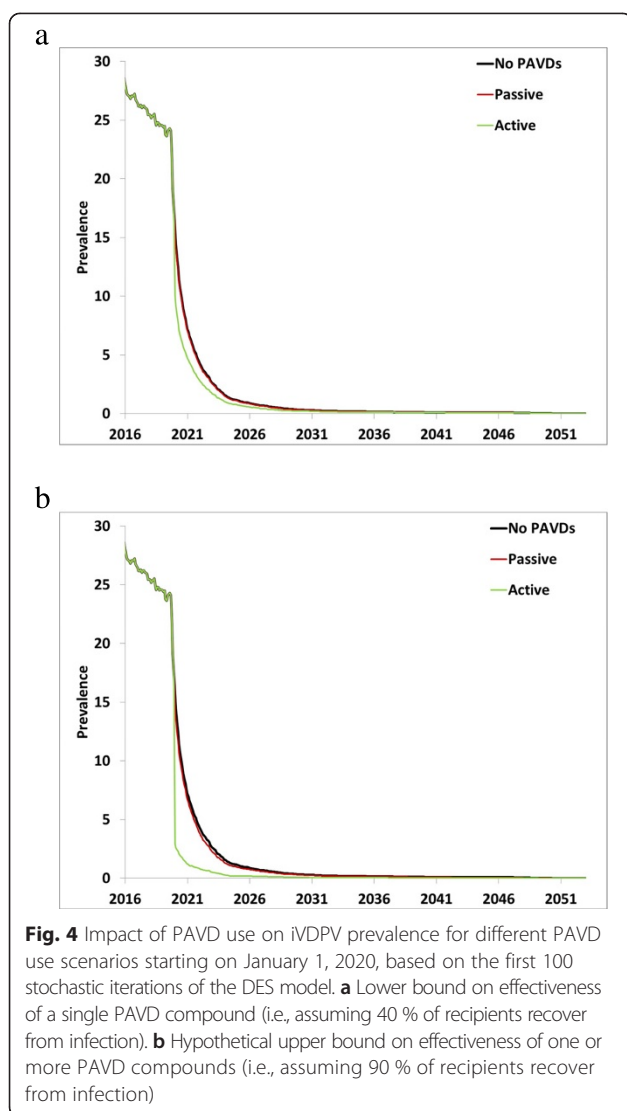 a
30
25
20
15
10
5
0
Prevalence
No PAVDs
Passive
Active
2016 2021 2026 2031 2036 2041 2046 2051
b
30
25
20
15
10
5
0
Prevalence
No PAVDs
Passive
Active
2016 2021 2026 2031 2036 2041 2046 2051
Fig. 4 Impact of PAVD use on iVDPV prevalence for different PAVD
use scenarios starting on January 1, 2020, based on the first 100
stochastic iterations of the DES model. a Lower bound on effectiveness
of a single PAVD compound (i.e., assuming 40 % of recipients recover
from infection). b Hypothetical upper bound on effectiveness of one or
more PAVD compounds (i.e., assuming 90 % of recipients recover
from infection)